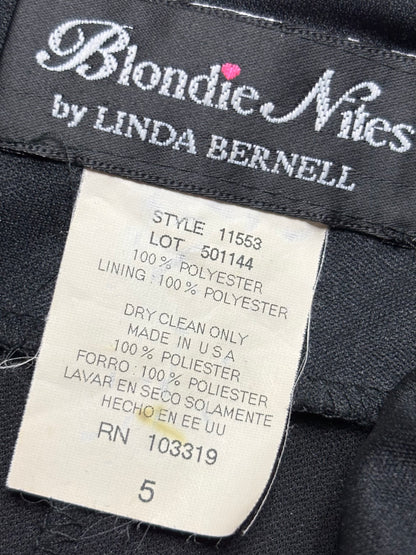 Blondie Nites
by LINDA BERNELL
STYLE 11553
LOT 501144
100% POLYESTER
LINING : 100% POLYESTER
DRY CLEAN ONLY
MADE IN U S A
100% POLIESTER
FORRO : 100% POLIESTER
LAVAR EN SECO SOLAMENTE
HECHO EN EE UU
RN 103319
5